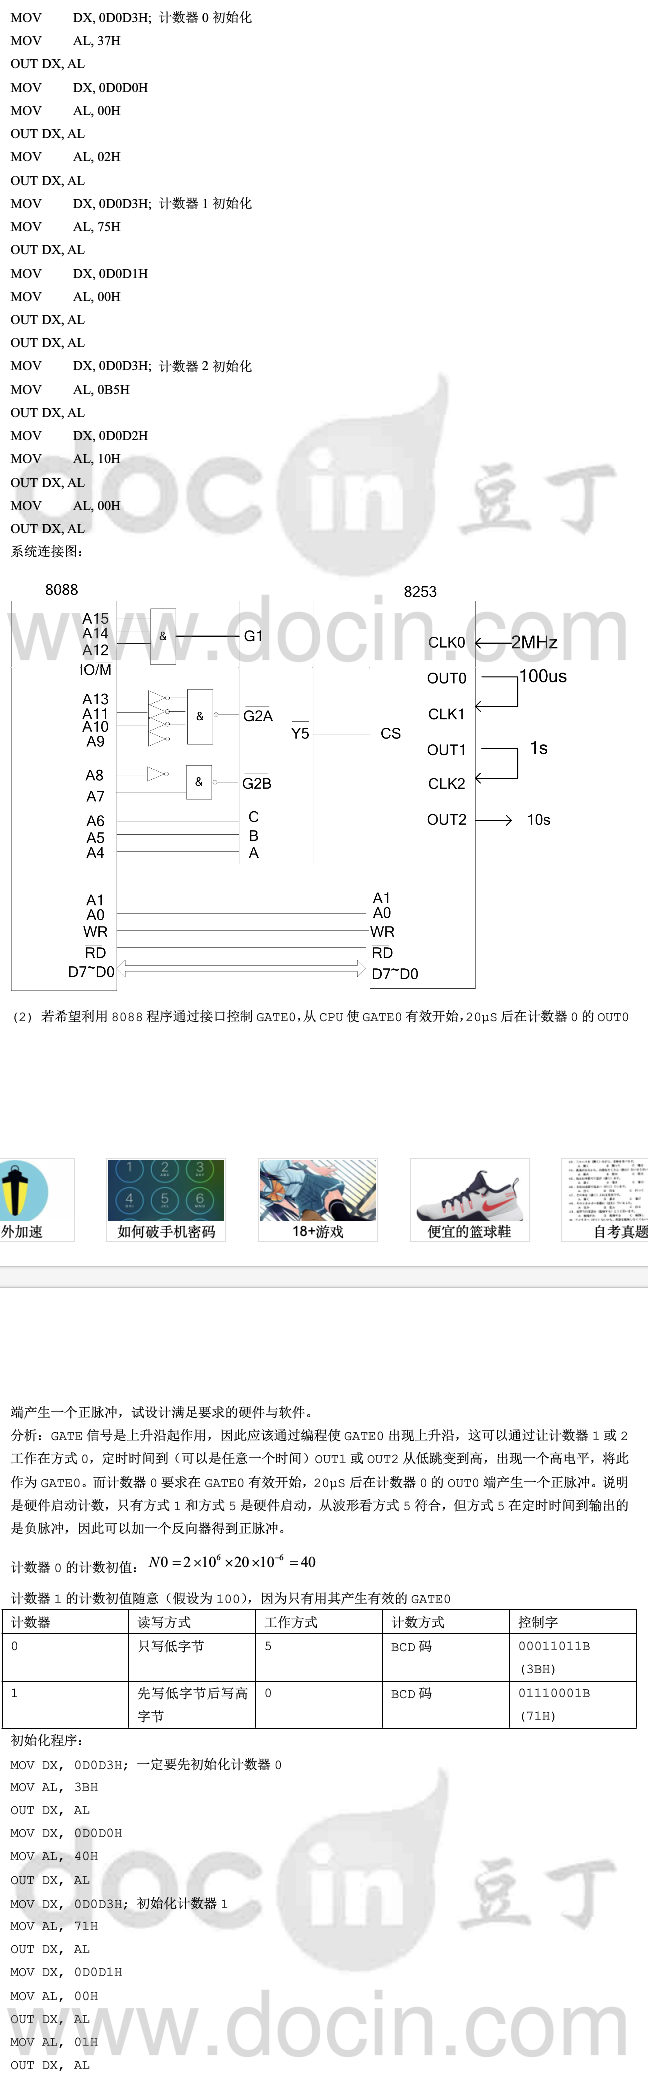 MOV DX, 0D0D3H; 计数器 0 初始化
MOV AL, 37H
OUT DX, AL
MOV DX, 0D0D0H
MOV AL, 00H
OUT DX, AL
MOV AL, 02H
OUT DX, AL
MOV DX, 0D0D3H; 计数器 1 初始化
MOV AL, 75H
OUT DX, AL
MOV DX, 0D0D1H
MOV AL, 00H
OUT DX, AL
OUT DX, AL
MOV DX, 0D0D3H; 计数器 2 初始化
MOV AL, 0B5H
OUT DX, AL
MOV DX, 0D0D2H
MOV AL, 10H
OUT DX, AL
MOV AL, 00H
OUT DX, AL
系统连接图:
docin 豆丁
www.docin.com
8088
8253
A15
A14
A12
IO/M
&
G1
A13
A11
A10
A9
&
G2A
A8
A7
&
G2B
A6
A5
A4
C
B
A
Y5
CS
CLK0
2MHz
OUT0
100us
CLK1
OUT1
1s
CLK2
OUT2
10s
A1
A0
WR
RD
D7~D0
A1
A0
WR
RD
D7~D0
(2) 若希望利用 8088 程序通过接口控制 GATE0,从 CPU 使 GATE0 有效开始,20μS 后在计数器 0 的 OUT0
外加速
如何破手机密码
18+游戏
便宜的篮球鞋
自考真题
端产生一个正脉冲,试设计满足要求的硬件与软件。
分析:GATE 信号是上升沿起作用,因此应该通过编程使 GATE0 出现上升沿,这可以通过让计数器 1 或 2
工作在方式 0,定时时间到(可以是任意一个时间)OUT1 或 OUT2 从低跳变到高,出现一个高电平,将此
作为 GATE0。而计数器 0 要求在 GATE0 有效开始,20μS 后在计数器 0 的 OUT0 端产生一个正脉冲。说明
是硬件启动计数,只有方式 1 和方式 5 是硬件启动,从波形看方式 5 符合,但方式 5 在定时时间到输出的
是负脉冲,因此可以加一个反向器得到正脉冲。
计数器 0 的计数初值: N0 = 2×10⁶×20×10⁻⁶ = 40
计数器 1 的计数初值随意(假设为 100),因为只有用其产生有效的 GATE0
计数器 读写方式 工作方式 计数方式 控制字
0 只写低字节 5 BCD 码 00011011B
(3BH)
1 先写低字节后写高 0 BCD 码 01110001B
字节 (71H)
初始化程序:
MOV DX, 0D0D3H; 一定要先初始化计数器 0
MOV AL, 3BH
OUT DX, AL
MOV DX, 0D0D0H
MOV AL, 40H
OUT DX, AL
MOV DX, 0D0D3H; 初始化计数器 1
MOV AL, 71H
OUT DX, AL
MOV DX, 0D0D1H
MOV AL, 00H
OUT DX, AL
MOV AL, 01H
OUT DX, AL
docin 豆丁
www.docin.com